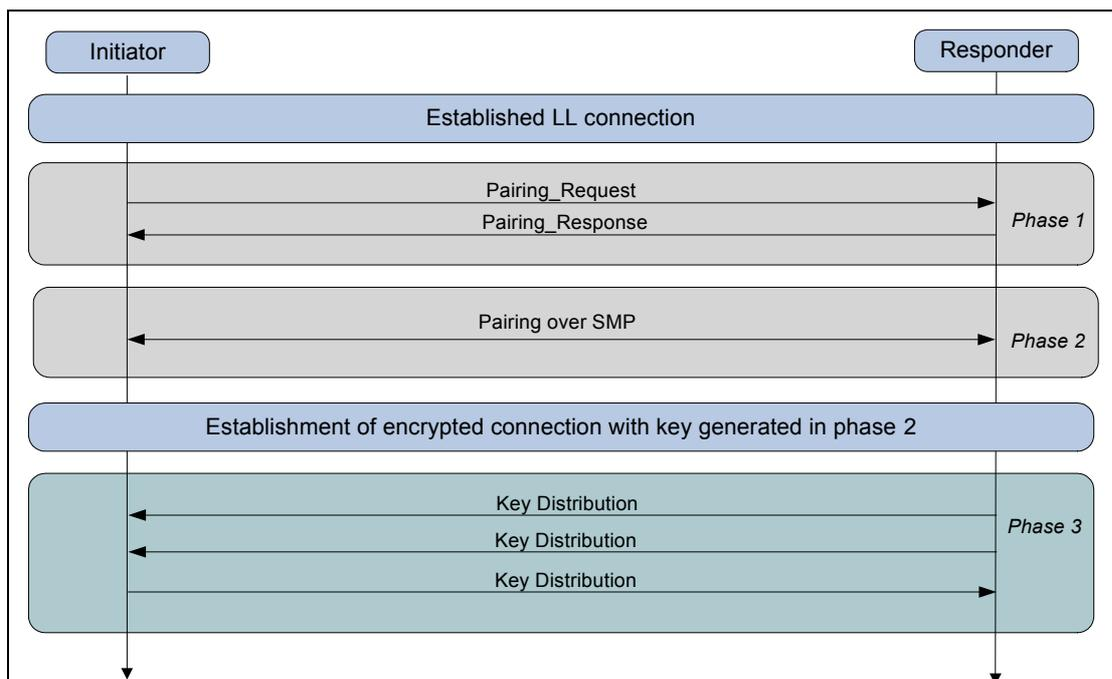 Initiator
Responder
Established LL connection
Pairing_Request
Pairing_Response
Phase 1
Pairing over SMP
Phase 2
Establishment of encrypted connection with key generated in phase 2
Key Distribution
Phase 3
Key Distribution
Key Distribution